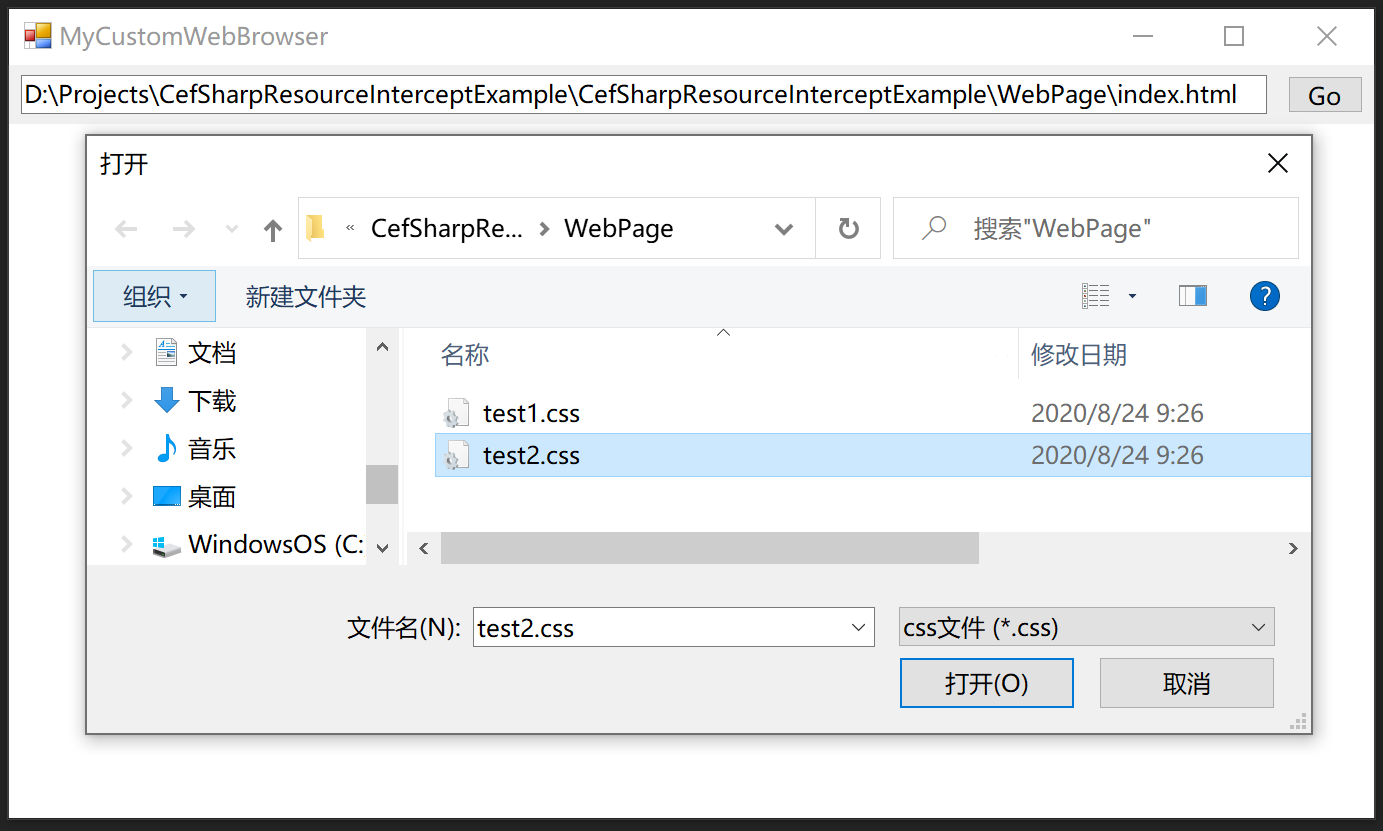 MyCustomWebBrowser
D:\Projects\CefSharpResourceInterceptExample\CefSharpResourceInterceptExample\WebPage\index.html Go
打开
« CefSharpRe... > WebPage 搜索"WebPage"
组织 新建文件夹 ?
名称 修改日期
文档
下载
音乐
桌面
WindowsOS (C:
test1.css 2020/8/24 9:26
test2.css 2020/8/24 9:26
文件名(N): test2.css css文件 (*.css)
打开(O) 取消